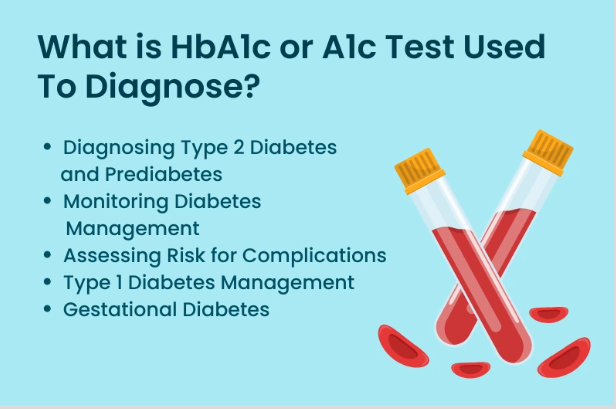 What is HbA1c or A1c Test Used
To Diagnose?
• Diagnosing Type 2 Diabetes
and Prediabetes
• Monitoring Diabetes
Management
• Assessing Risk for Complications
• Type 1 Diabetes Management
• Gestational Diabetes